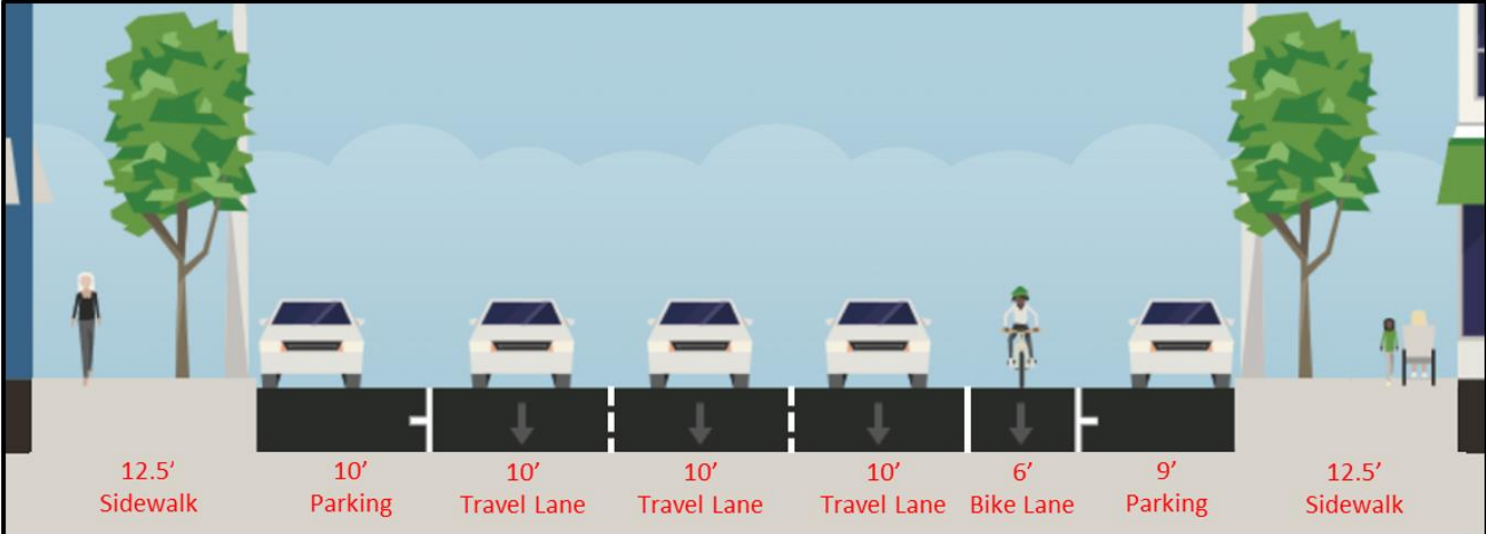 12.5’ 10’ 10’ 10’ 10’ 6’ 9’ 12.5’
Sidewalk Parking Travel Lane Travel Lane Travel Lane Bike Lane Parking Sidewalk